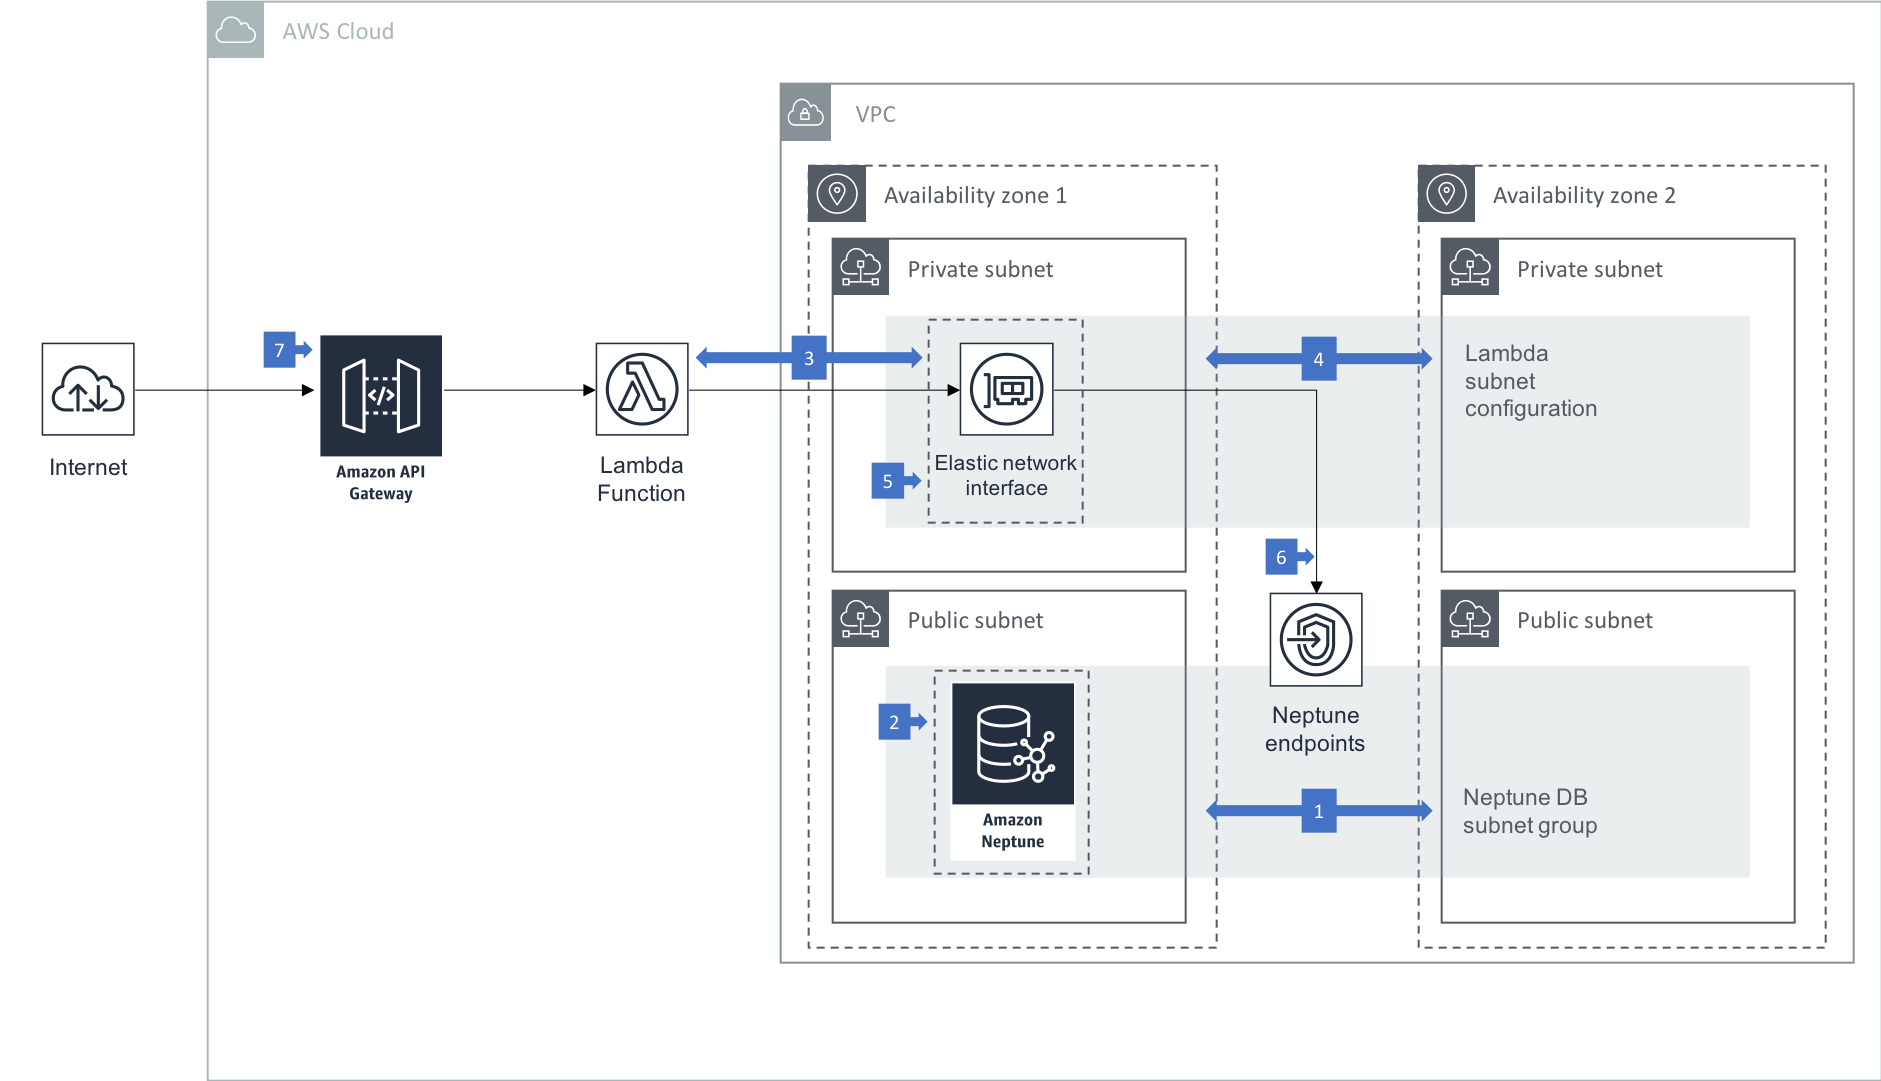 AWS Cloud
VPC
Availability zone 1
Availability zone 2
Private subnet
Private subnet
7
3
4
Lambda
subnet
configuration
Internet
Amazon API
Gateway
Lambda
Function
5
Elastic network
interface
6
Public subnet
Public subnet
2
Neptune
endpoints
Amazon
Neptune
1
Neptune DB
subnet group